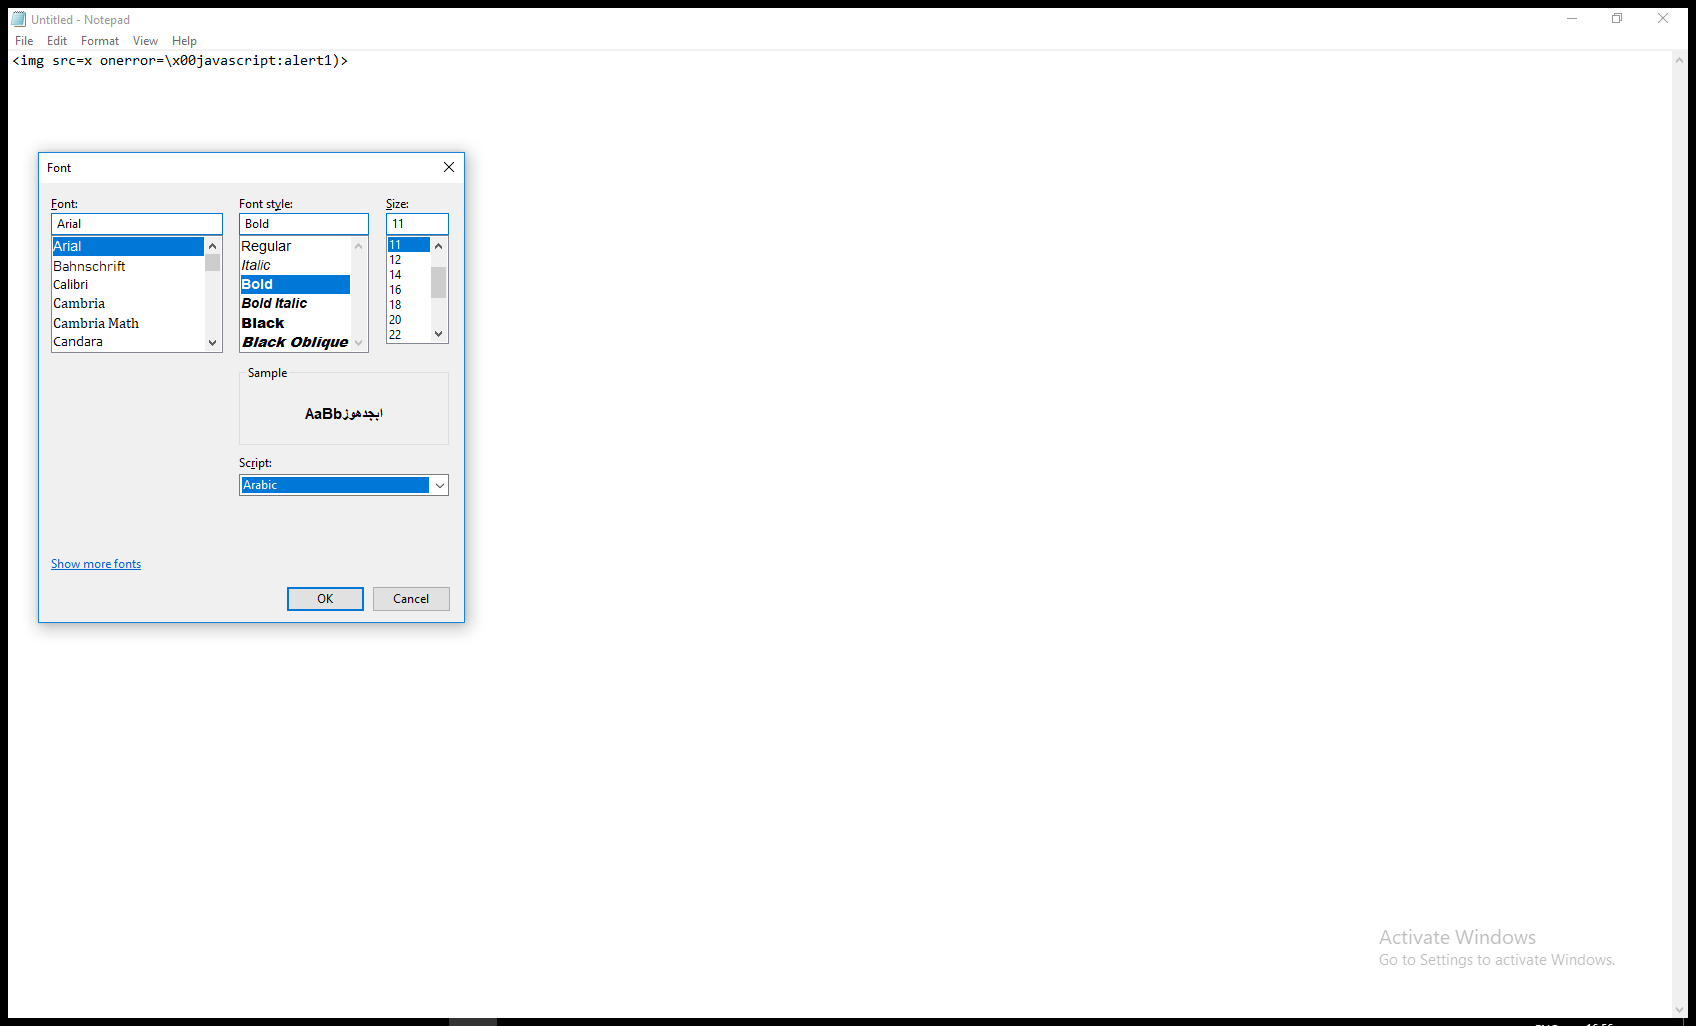 Untitled - Notepad
File Edit Format View Help
<img src=x onerror=\x00javascript:alert1)>
Font
Font: Font style: Size:
Arial Bold 11
Arial
Bahnschrift
Calibri
Cambria
Cambria Math
Candara
Regular
Italic
Bold
Bold Italic
Black
Black Oblique
11
12
14
16
18
20
22
Sample
AaBbابجدهوز
Script:
Arabic
Show more fonts
OK Cancel
Activate Windows
Go to Settings to activate Windows.